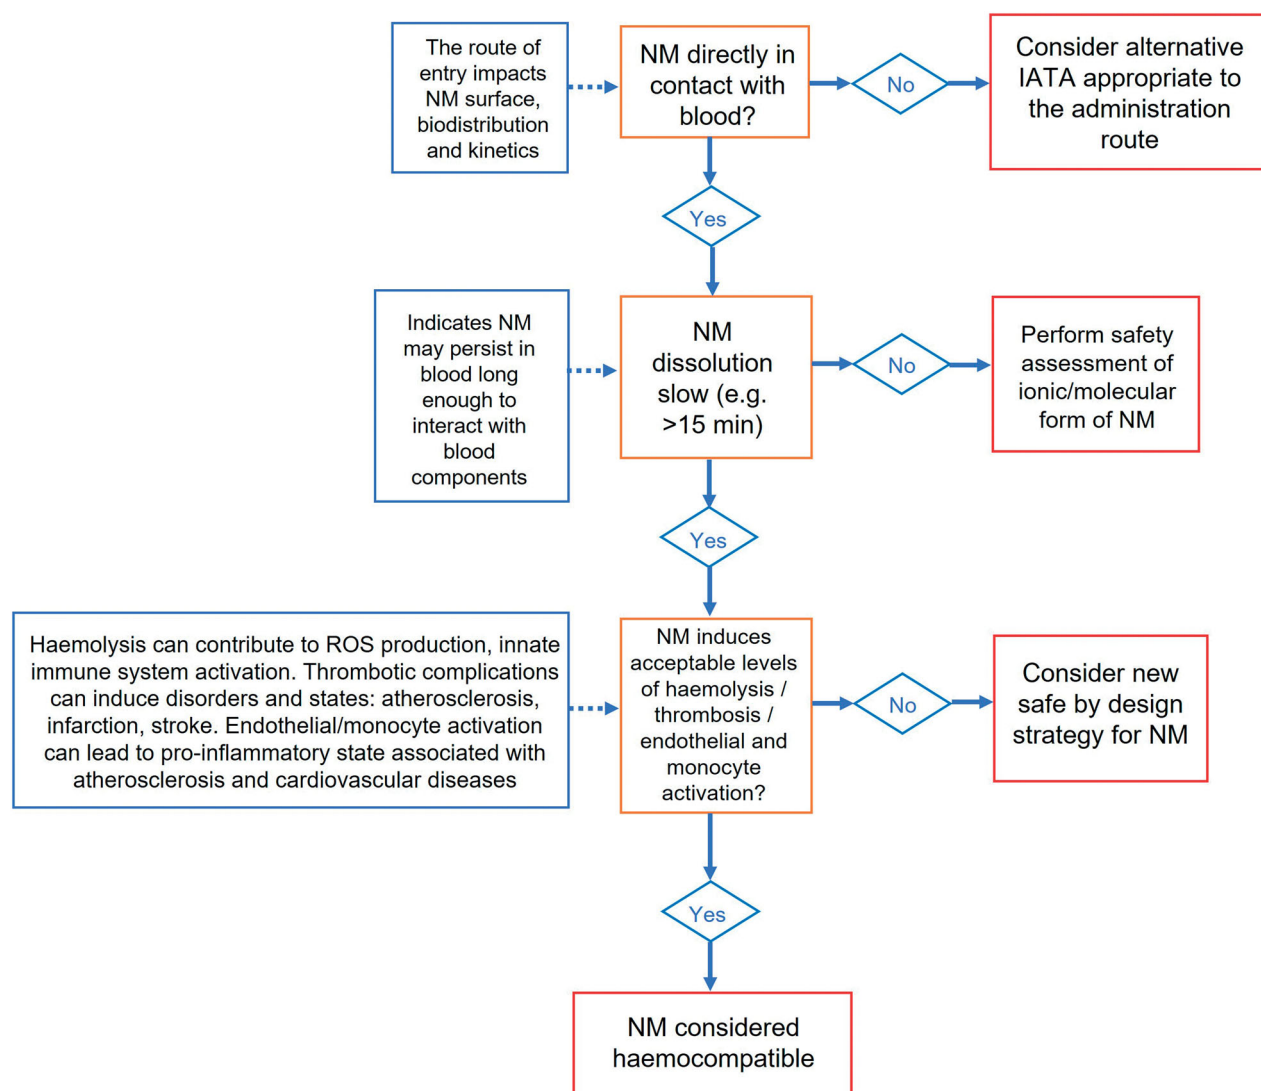 The route of
entry impacts
NM surface,
biodistribution
and kinetics
NM directly in
contact with
blood?
No
Consider alternative
IATA appropriate to
the administration
route
Yes
Indicates NM
may persist in
blood long
enough to
interact with
blood
components
NM
dissolution
slow (e.g.
>15 min)
No
Perform safety
assessment of
ionic/molecular
form of NM
Yes
Haemolysis can contribute to ROS production, innate
immune system activation. Thrombotic complications
can induce disorders and states: atherosclerosis,
infarction, stroke. Endothelial/monocyte activation
can lead to pro-inflammatory state associated with
atherosclerosis and cardiovascular diseases
NM induces
acceptable levels
of haemolysis /
thrombosis /
endothelial and
monocyte
activation?
No
Consider new
safe by design
strategy for NM
Yes
NM considered
haemocompatible